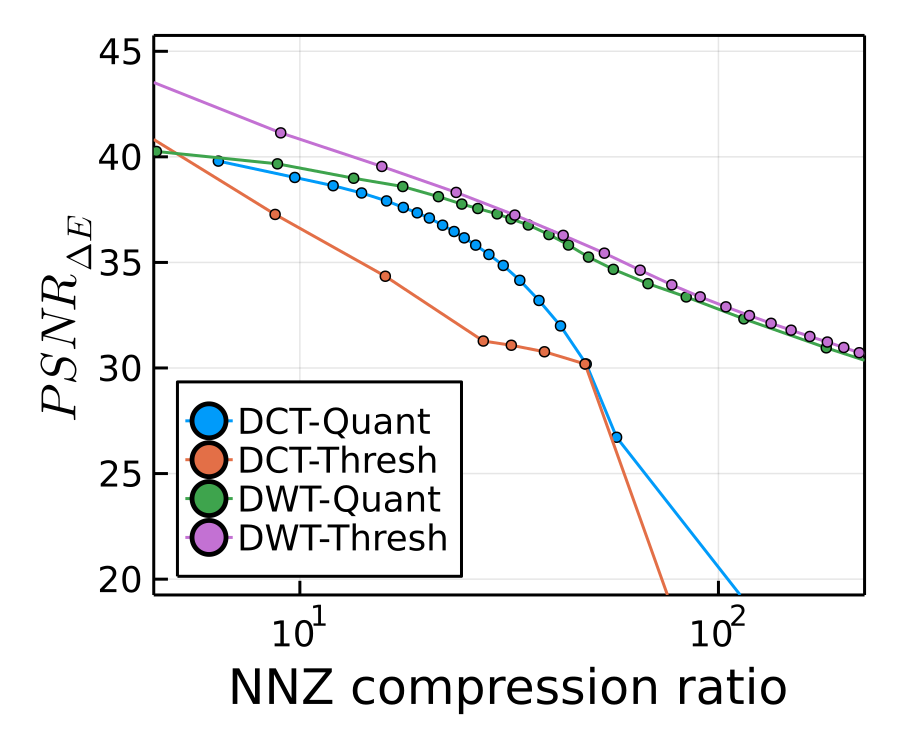 45
40
35
30
25
20
PSNR_ΔE
DCT-Quant
DCT-Thresh
DWT-Quant
DWT-Thresh
10^1 10^2
NNZ compression ratio